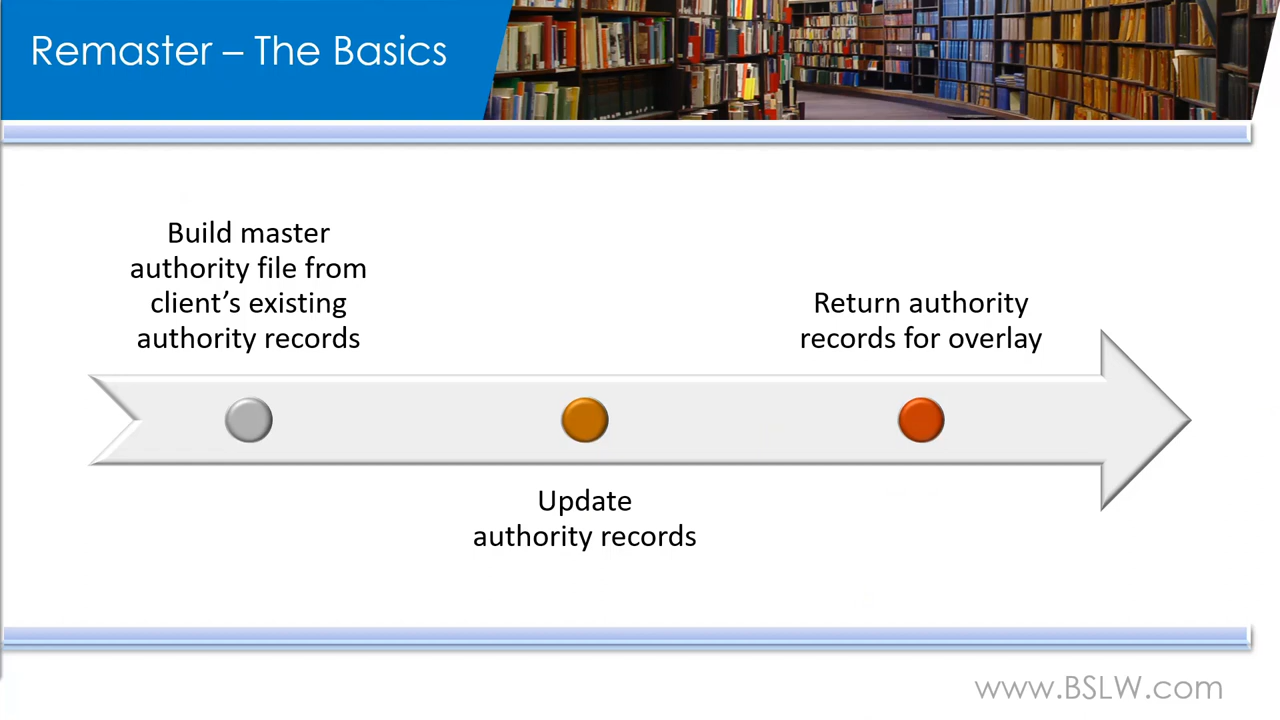 Remaster – The Basics
Build master
authority file from
client’s existing
authority records
Return authority
records for overlay
Update
authority records
www.BSLW.com